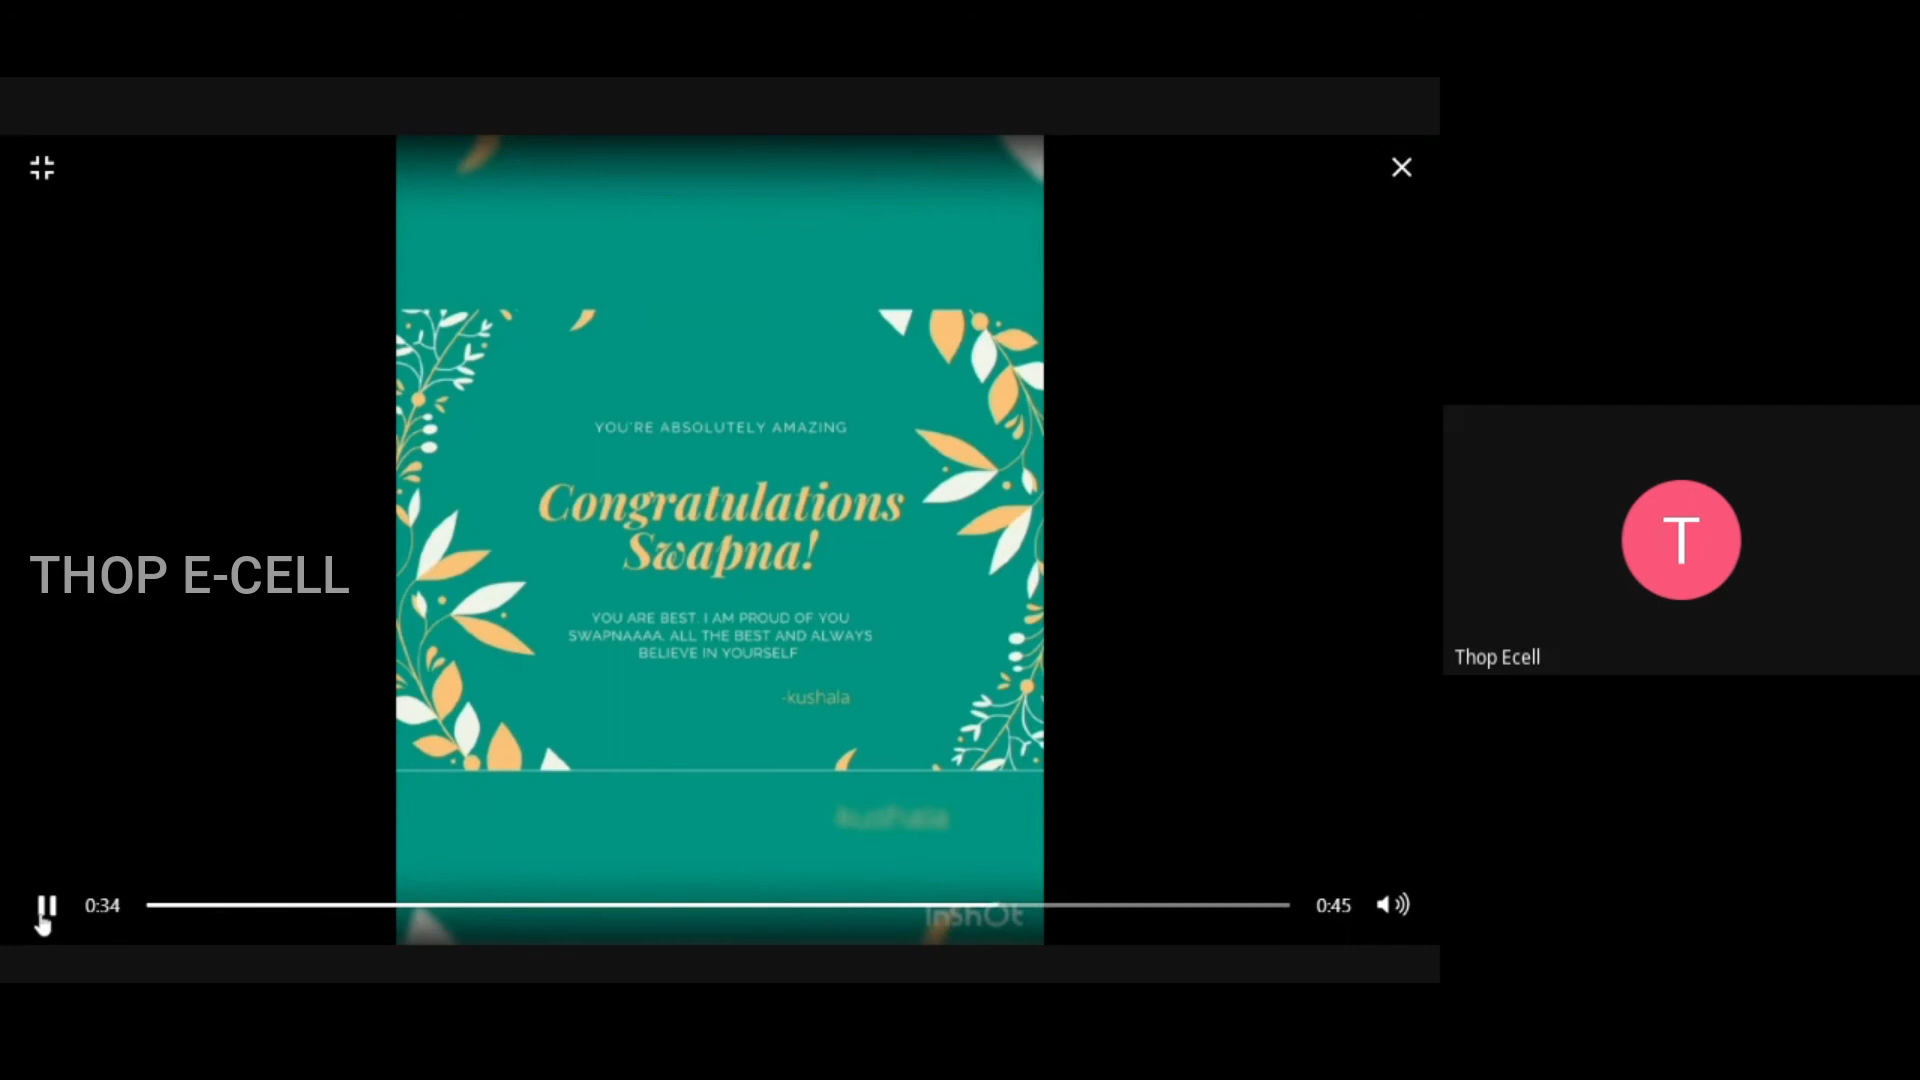 YOU'RE ABSOLUTELY AMAZING
Congratulations
Swapna!
YOU ARE BEST. I AM PROUD OF YOU
SWAPNAAAA. ALL THE BEST AND ALWAYS
BELIEVE IN YOURSELF
-kushala
kushala
THOP E-CELL
T
Thop Ecell
0:34
0:45
InShOt